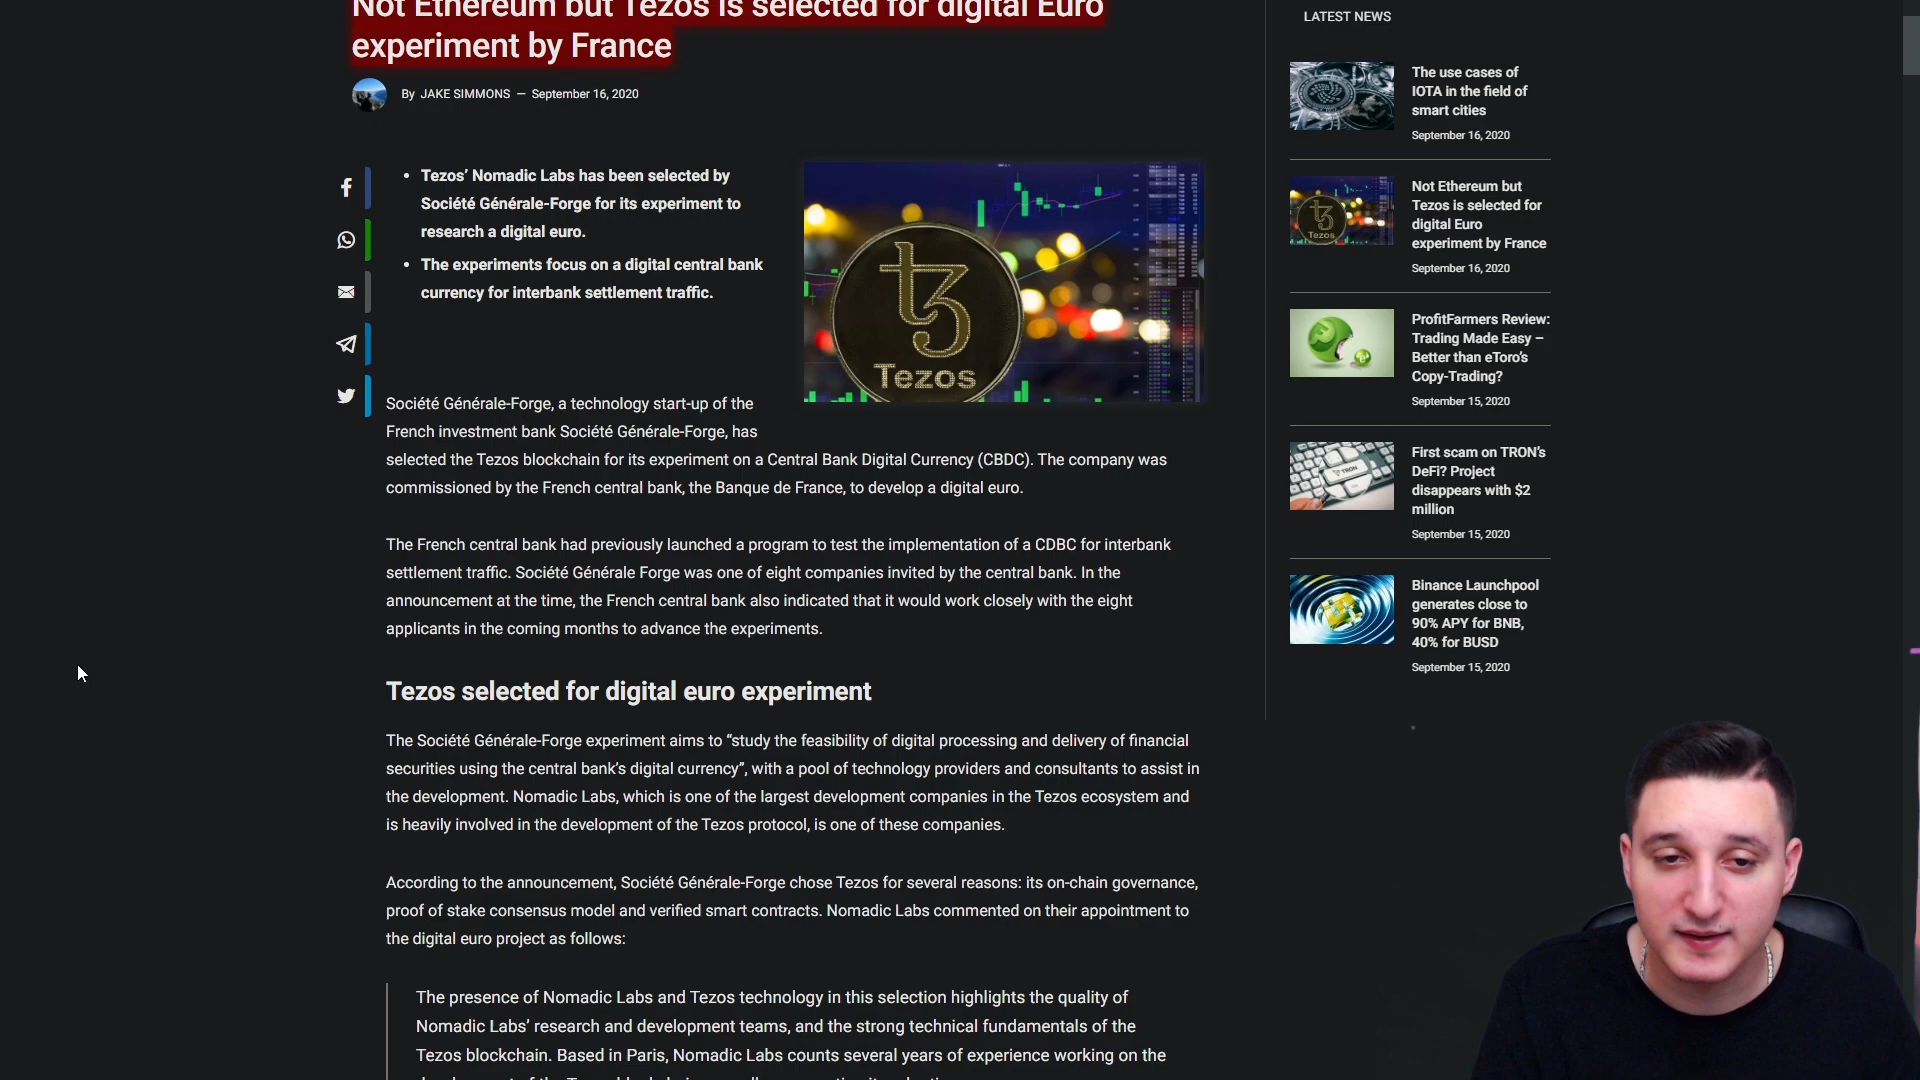 Not Ethereum but Tezos is selected for digital Euro
experiment by France
By JAKE SIMMONS — September 16, 2020
• Tezos’ Nomadic Labs has been selected by
Société Générale-Forge for its experiment to
research a digital euro.
• The experiments focus on a digital central bank
currency for interbank settlement traffic.
Tezos
Société Générale-Forge, a technology start-up of the
French investment bank Société Générale-Forge, has
selected the Tezos blockchain for its experiment on a Central Bank Digital Currency (CBDC). The company was
commissioned by the French central bank, the Banque de France, to develop a digital euro.
The French central bank had previously launched a program to test the implementation of a CDBC for interbank
settlement traffic. Société Générale Forge was one of eight companies invited by the central bank. In the
announcement at the time, the French central bank also indicated that it would work closely with the eight
applicants in the coming months to advance the experiments.
Tezos selected for digital euro experiment
The Société Générale-Forge experiment aims to “study the feasibility of digital processing and delivery of financial
securities using the central bank’s digital currency”, with a pool of technology providers and consultants to assist in
the development. Nomadic Labs, which is one of the largest development companies in the Tezos ecosystem and
is heavily involved in the development of the Tezos protocol, is one of these companies.
According to the announcement, Société Générale-Forge chose Tezos for several reasons: its on-chain governance,
proof of stake consensus model and verified smart contracts. Nomadic Labs commented on their appointment to
the digital euro project as follows:
The presence of Nomadic Labs and Tezos technology in this selection highlights the quality of
Nomadic Labs’ research and development teams, and the strong technical fundamentals of the
Tezos blockchain. Based in Paris, Nomadic Labs counts several years of experience working on the
LATEST NEWS
The use cases of
IOTA in the field of
smart cities
September 16, 2020
Tezos
Not Ethereum but
Tezos is selected for
digital Euro
experiment by France
September 16, 2020
ProfitFarmers Review:
Trading Made Easy –
Better than eToro’s
Copy-Trading?
September 15, 2020
TRON
First scam on TRON’s
DeFi? Project
disappears with $2
million
September 15, 2020
Binance Launchpool
generates close to
90% APY for BNB,
40% for BUSD
September 15, 2020